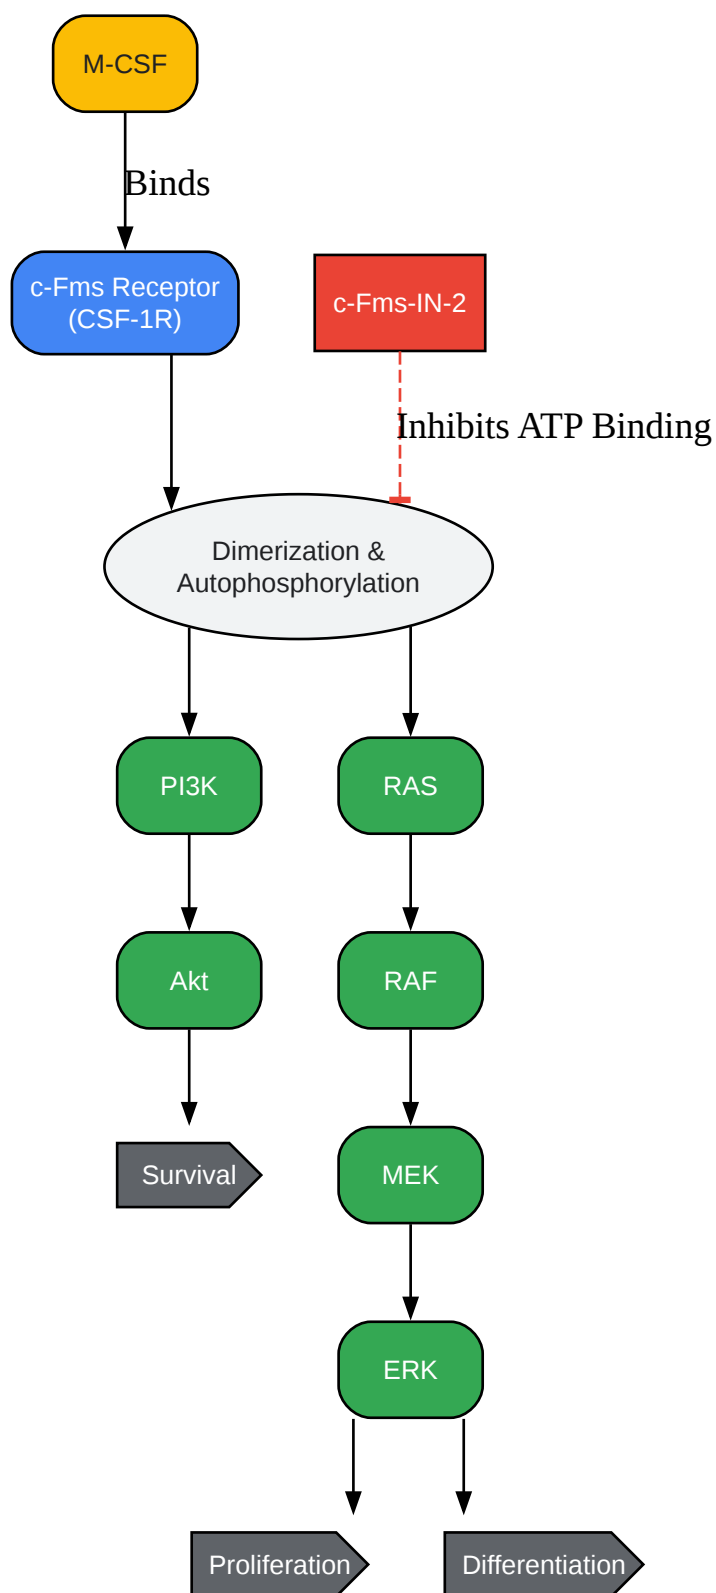 M-CSF
Binds
c-Fms Receptor
(CSF-1R)
c-Fms-IN-2
Inhibits ATP Binding
Dimerization &
Autophosphorylation
PI3K
RAS
Akt
RAF
Survival
MEK
ERK
Proliferation
Differentiation